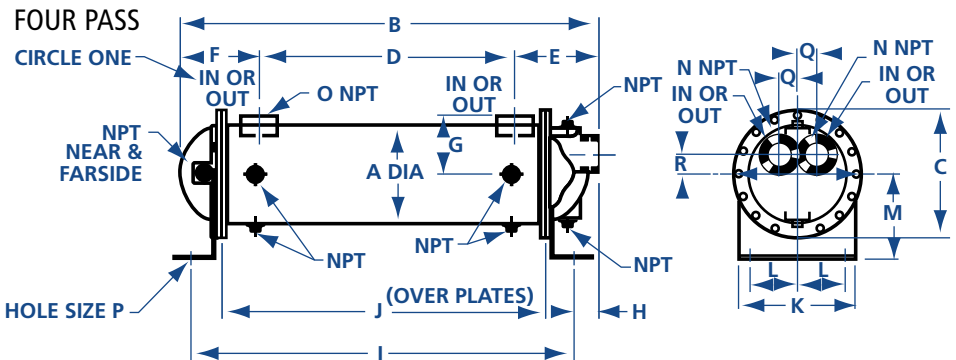 FOUR PASS
B
CIRCLE ONE
F
D
E
IN OR
OUT
O NPT
IN OR
OUT
NPT
NPT
NEAR &
FARSIDE
G
A DIA
NPT
NPT
NPT
HOLE SIZE P
J
(OVER PLATES)
H
I
Q
Q
N NPT
N NPT
IN OR
OUT
IN OR
OUT
R
C
M
L
L
K